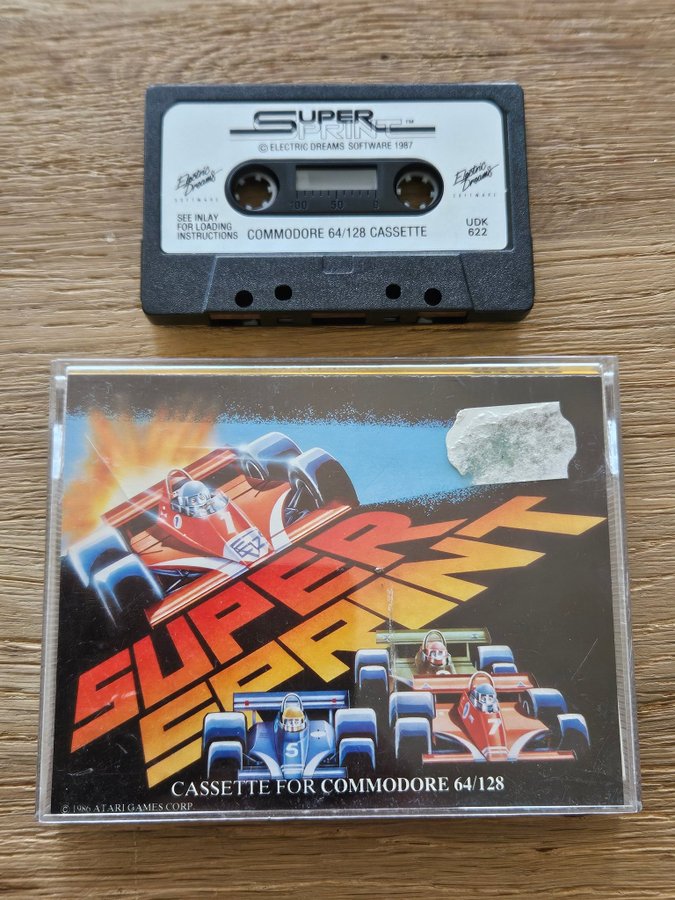 SUPER
SPRINT™
© ELECTRIC DREAMS SOFTWARE 1987
Electric
Dreams
SOFTWARE
Electric
Dreams
SOFTWARE
100 50 0
SEE INLAY
FOR LOADING
INSTRUCTIONS
COMMODORE 64/128 CASSETTE
UDK
622
1
SUPER
SPRINT
5
7
CASSETTE FOR COMMODORE 64/128
© 1986 ATARI GAMES CORP.